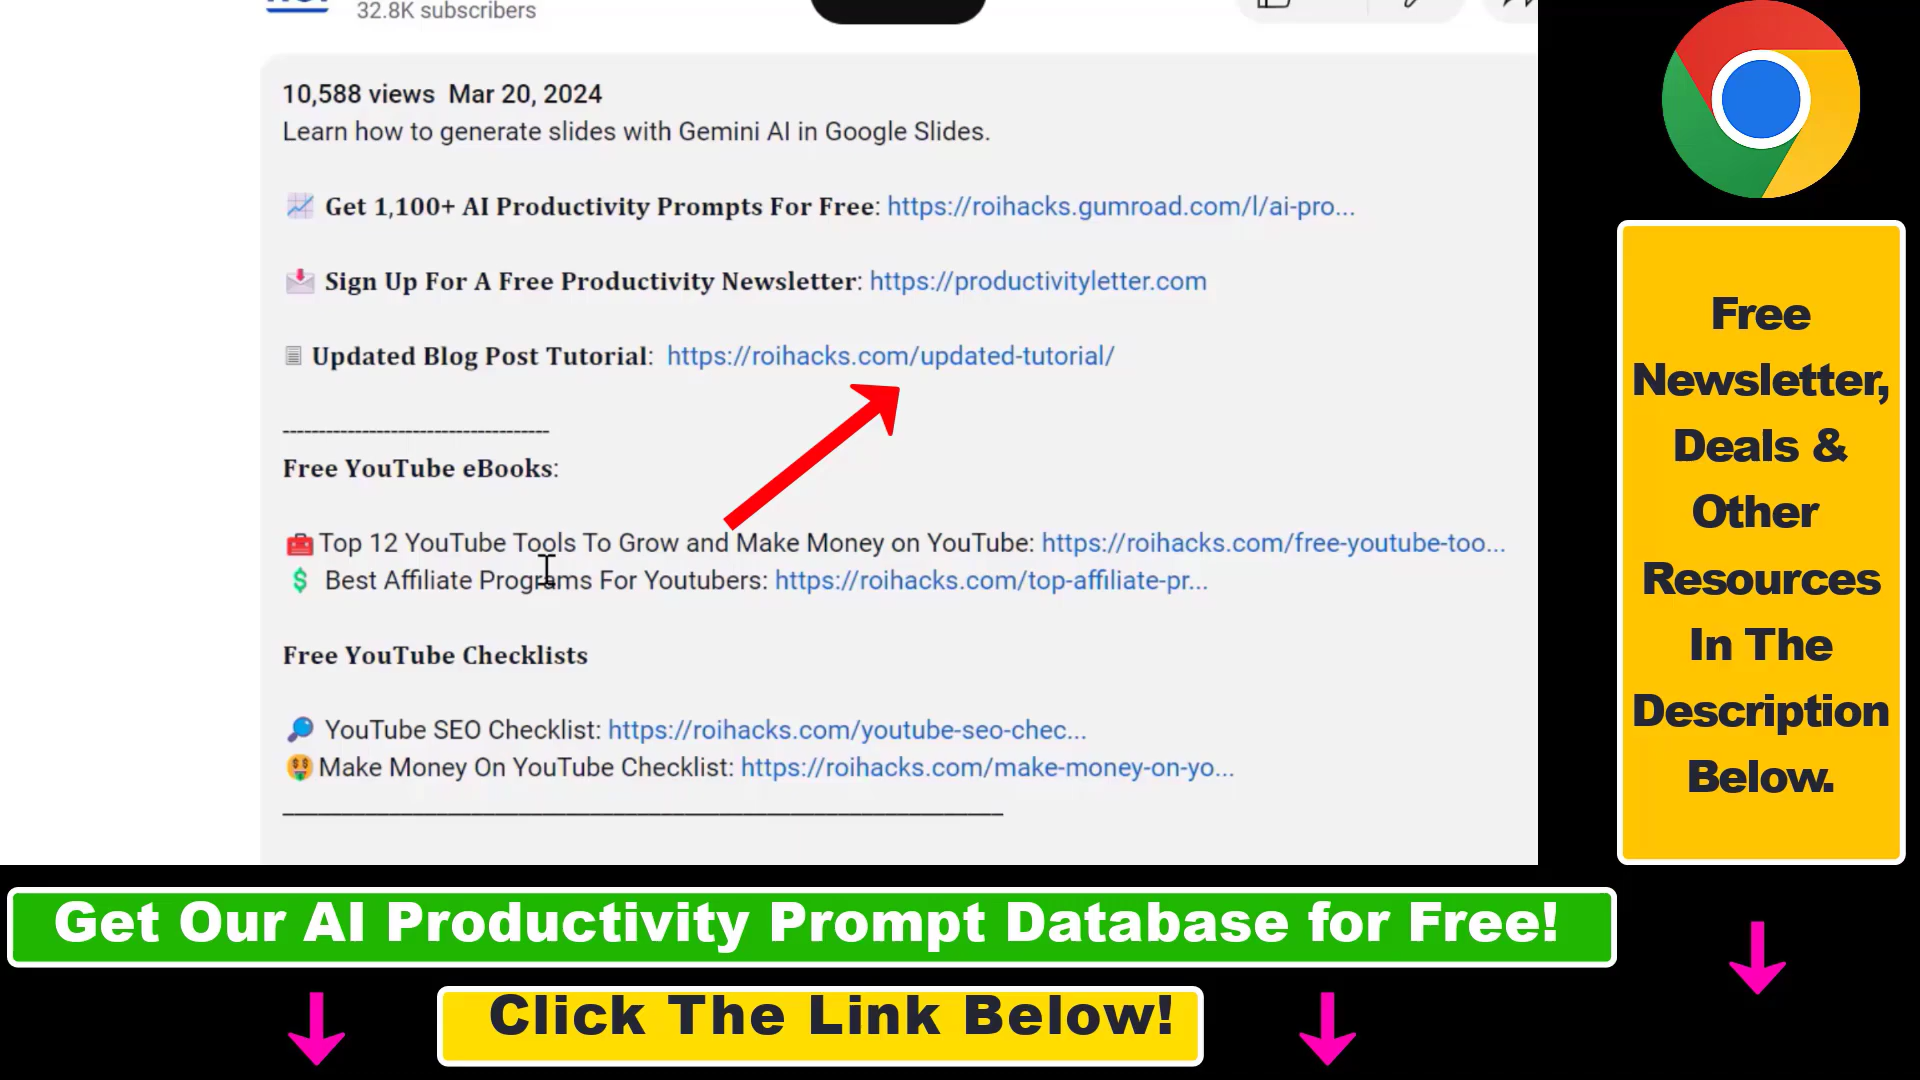 32.8K subscribers
10,588 views Mar 20, 2024
Learn how to generate slides with Gemini AI in Google Slides.
Get 1,100+ AI Productivity Prompts For Free: https://roihacks.gumroad.com/l/ai-pro...
Sign Up For A Free Productivity Newsletter: https://productivityletter.com
Updated Blog Post Tutorial: https://roihacks.com/updated-tutorial/
-------------------------------------
Free YouTube eBooks:
Top 12 YouTube Tools To Grow and Make Money on YouTube: https://roihacks.com/free-youtube-too...
Best Affiliate Programs For Youtubers: https://roihacks.com/top-affiliate-pr...
Free YouTube Checklists
YouTube SEO Checklist: https://roihacks.com/youtube-seo-chec...
Make Money On YouTube Checklist: https://roihacks.com/make-money-on-yo...
Free
Newsletter,
Deals &
Other
Resources
In The
Description
Below.
Get Our AI Productivity Prompt Database for Free!
Click The Link Below!